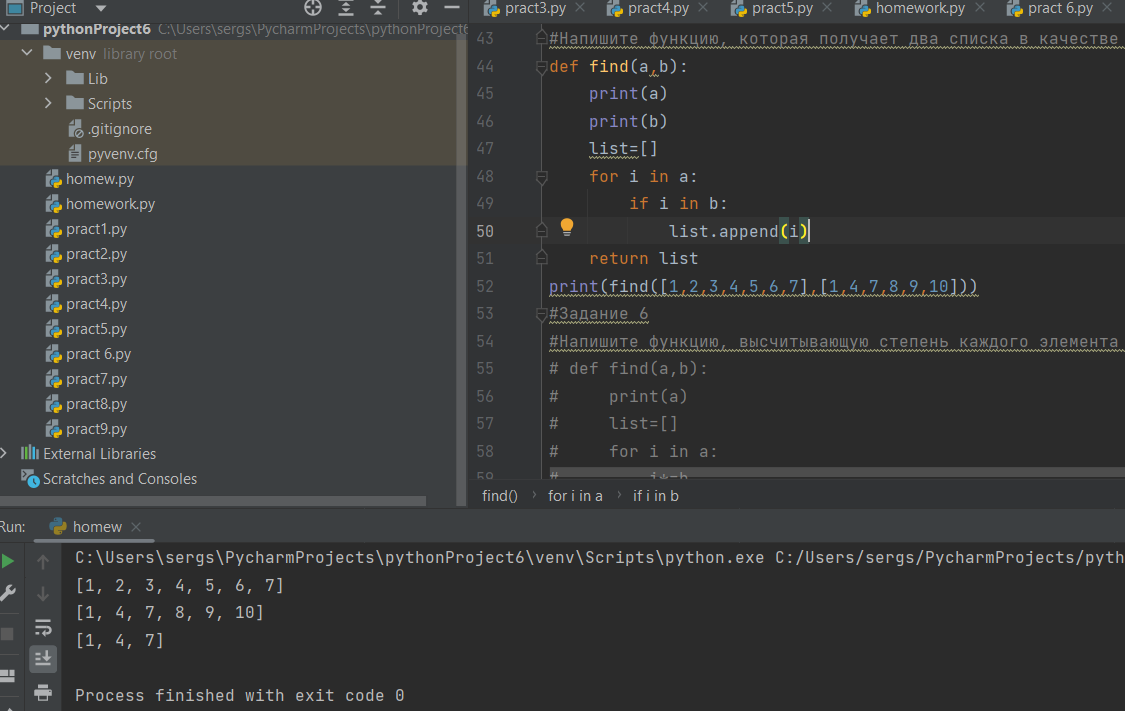 Project
pract3.py pract4.py pract5.py homework.py pract 6.py
pythonProject6 C:\Users\sergs\PycharmProjects\pythonProject6
venv library root
Lib
Scripts
.gitignore
pyvenv.cfg
homew.py
homework.py
pract1.py
pract2.py
pract3.py
pract4.py
pract5.py
pract 6.py
pract7.py
pract8.py
pract9.py
External Libraries
Scratches and Consoles
43 #Напишите функцию, которая получает два списка в качестве
44 def find(a,b):
45 print(a)
46 print(b)
47 list=[]
48 for i in a:
49 if i in b:
50 list.append(i)
51 return list
52 print(find([1,2,3,4,5,6,7],[1,4,7,8,9,10]))
53 #Задание 6
54 #Напишите функцию, высчитывающую степень каждого элемента
55 # def find(a,b):
56 # print(a)
57 # list=[]
58 # for i in a:
59 #
find() › for i in a › if i in b
Run: homew
C:\Users\sergs\PycharmProjects\pythonProject6\venv\Scripts\python.exe C:/Users/sergs/PycharmProjects/pyth
[1, 2, 3, 4, 5, 6, 7]
[1, 4, 7, 8, 9, 10]
[1, 4, 7]
Process finished with exit code 0